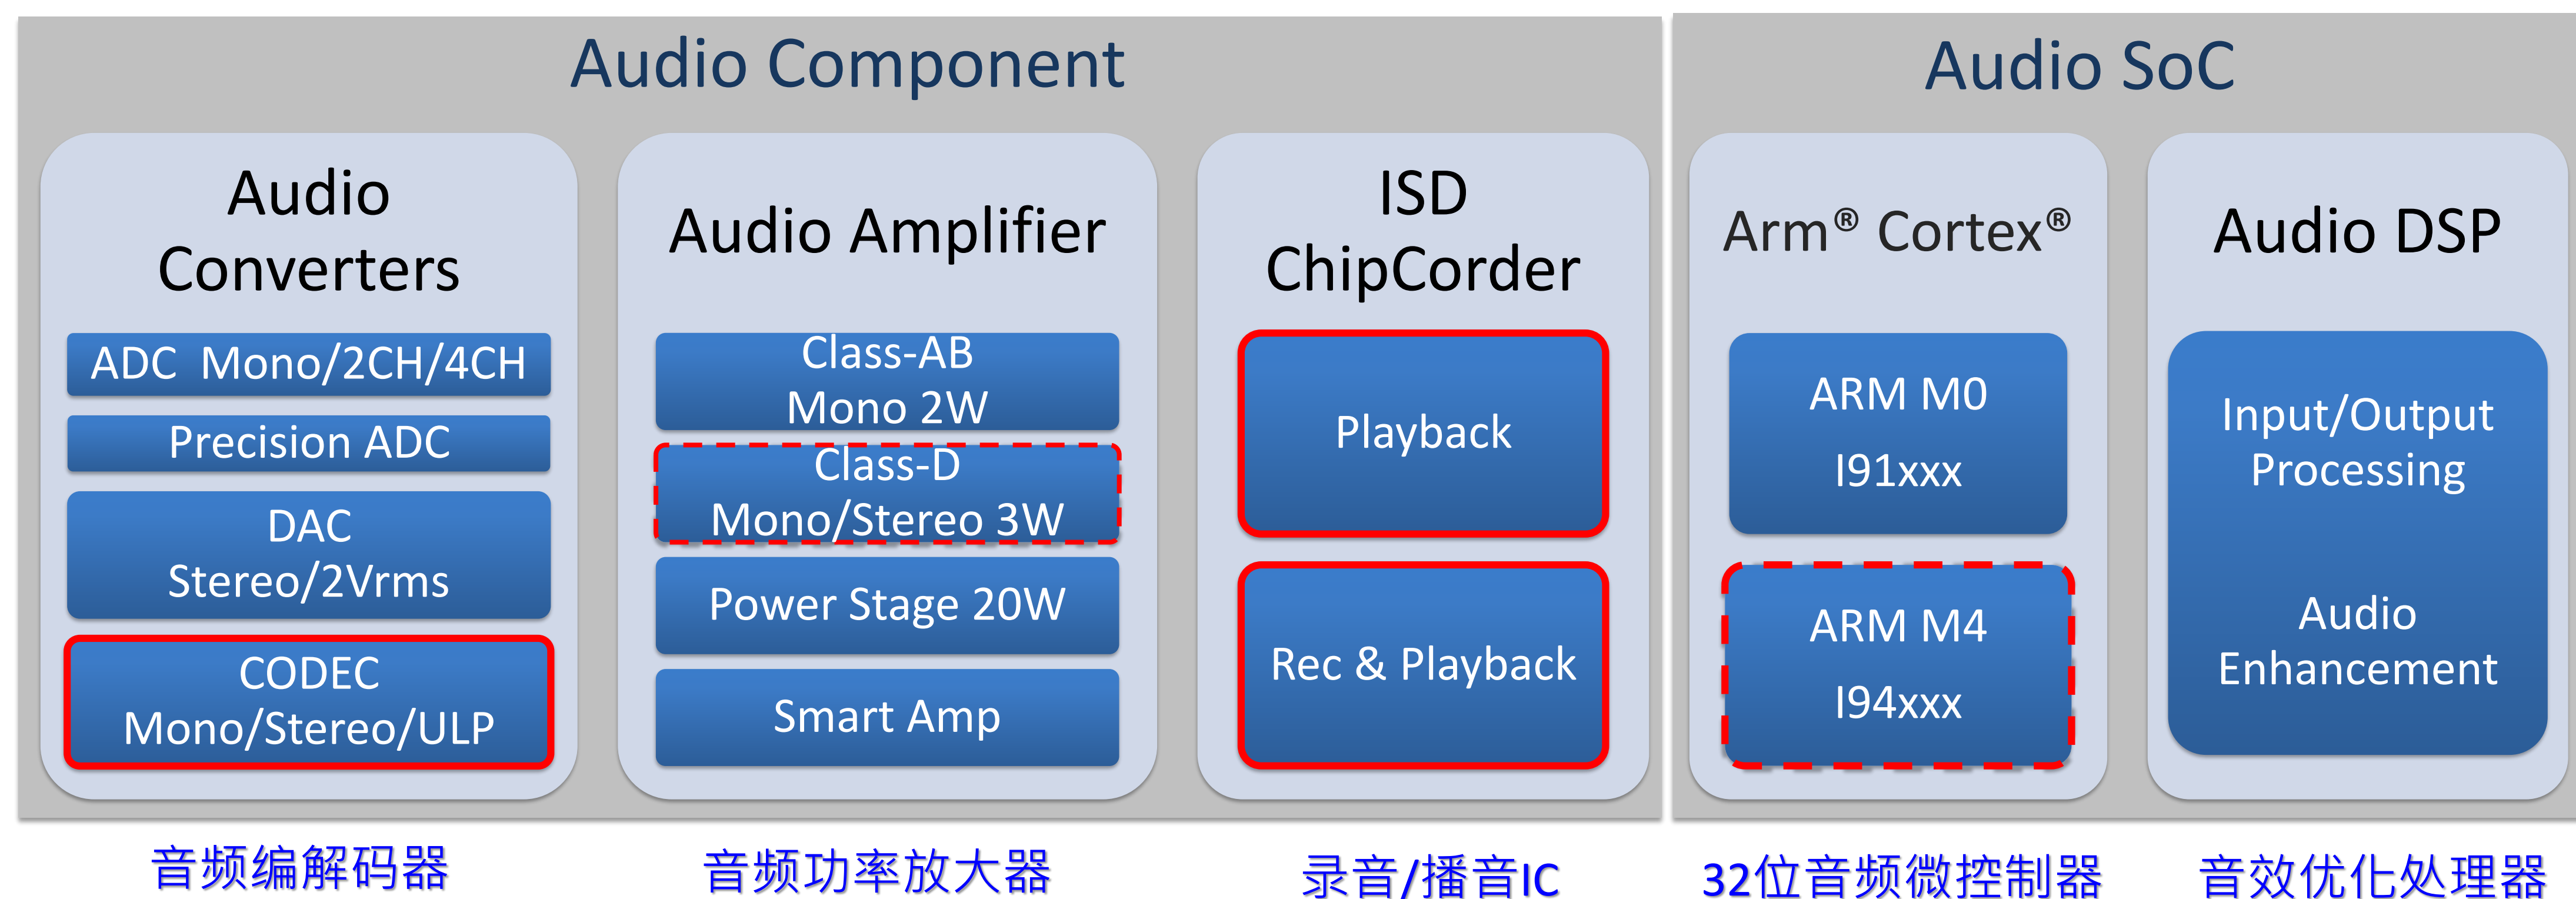 Audio Component
Audio
Converters
ADC  Mono/2CH/4CH
Precision ADC
DAC
Stereo/2Vrms
CODEC
Mono/Stereo/ULP
音频编解码器
Audio Amplifier
Class-AB
Mono 2W
Class-D
Mono/Stereo 3W
Power Stage 20W
Smart Amp
音频功率放大器
ISD
ChipCorder
Playback
Rec & Playback
录音/播音IC
Audio SoC
Arm® Cortex®
ARM M0
I91xxx
ARM M4
I94xxx
32位音频微控制器
Audio DSP
Input/Output
Processing
Audio
Enhancement
音效优化处理器